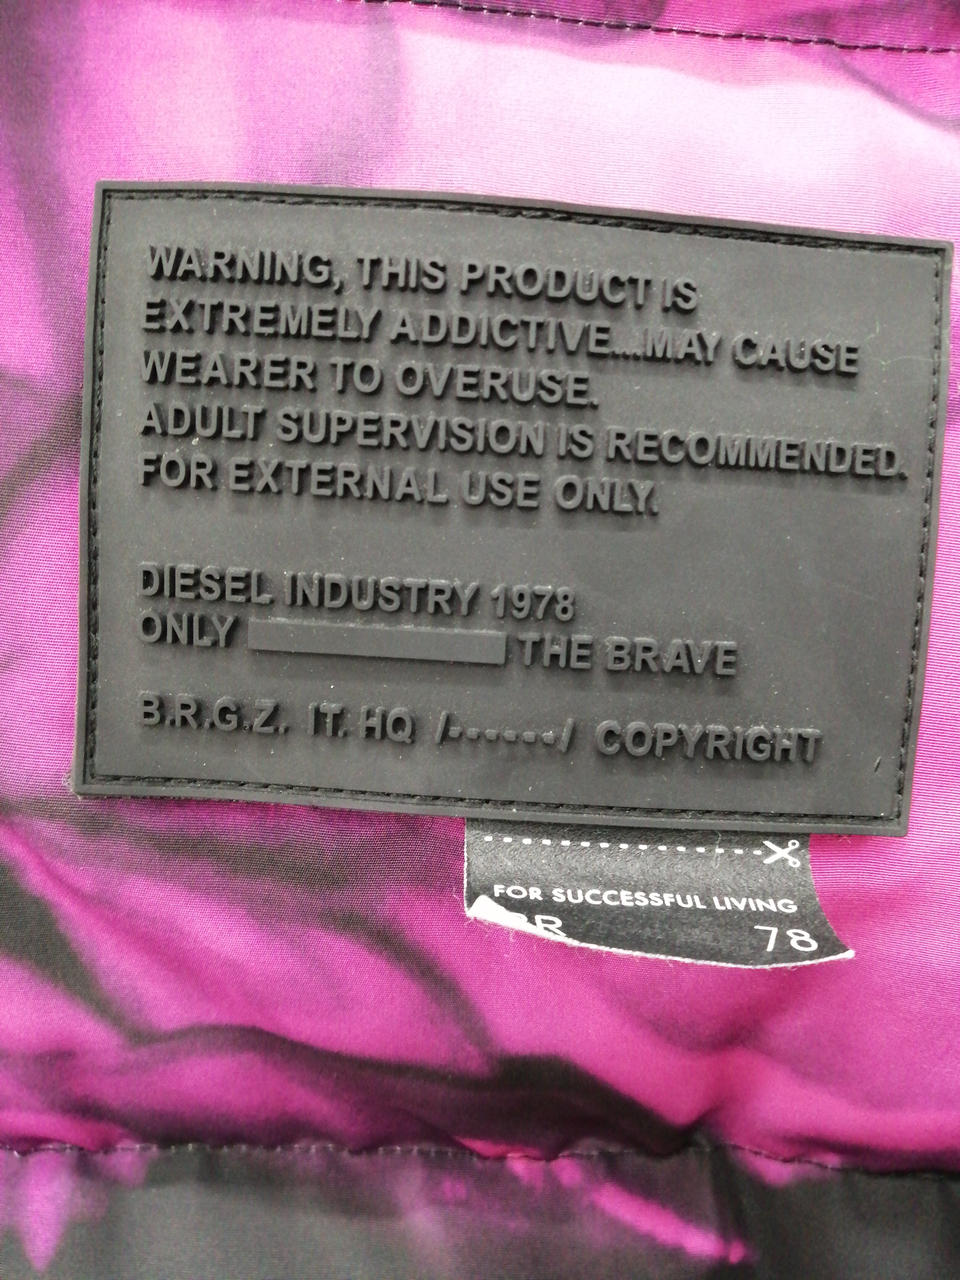 WARNING, THIS PRODUCT IS
EXTREMELY ADDICTIVE...MAY CAUSE
WEARER TO OVERUSE.
ADULT SUPERVISION IS RECOMMENDED.
FOR EXTERNAL USE ONLY.
DIESEL INDUSTRY 1978
ONLY THE BRAVE
B.R.G.Z. IT. HQ /------/ COPYRIGHT
FOR SUCCESSFUL LIVING
78